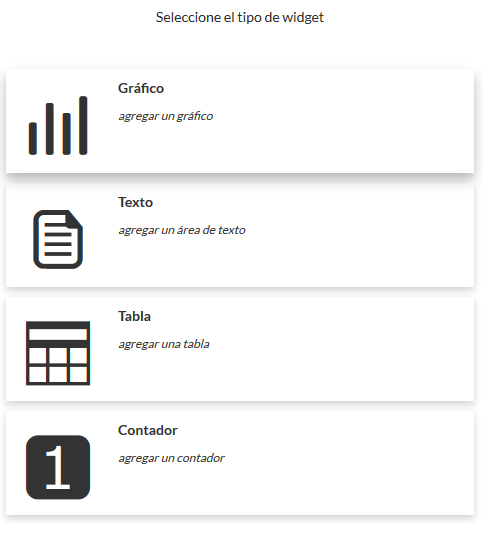 Seleccione el tipo de widget
Gráfico
agregar un gráfico
Texto
agregar un área de texto
Tabla
agregar una tabla
Contador
1
agregar un contador